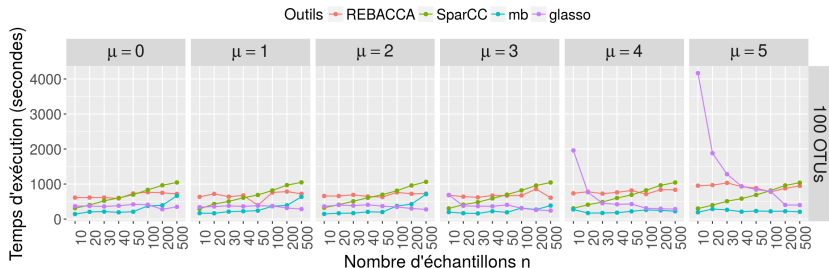 Outils REBACCA SparCC mb glasso
μ = 0 μ = 1 μ = 2 μ = 3 μ = 4 μ = 5
Temps d'exécution (secondes)
4000
3000
2000
1000
0
100 OTUs
10 20 30 40 50 100 200 500 10 20 30 40 50 100 200 500 10 20 30 40 50 100 200 500 10 20 30 40 50 100 200 500 10 20 30 40 50 100 200 500 10 20 30 40 50 100 200 500
Nombre d'échantillons n